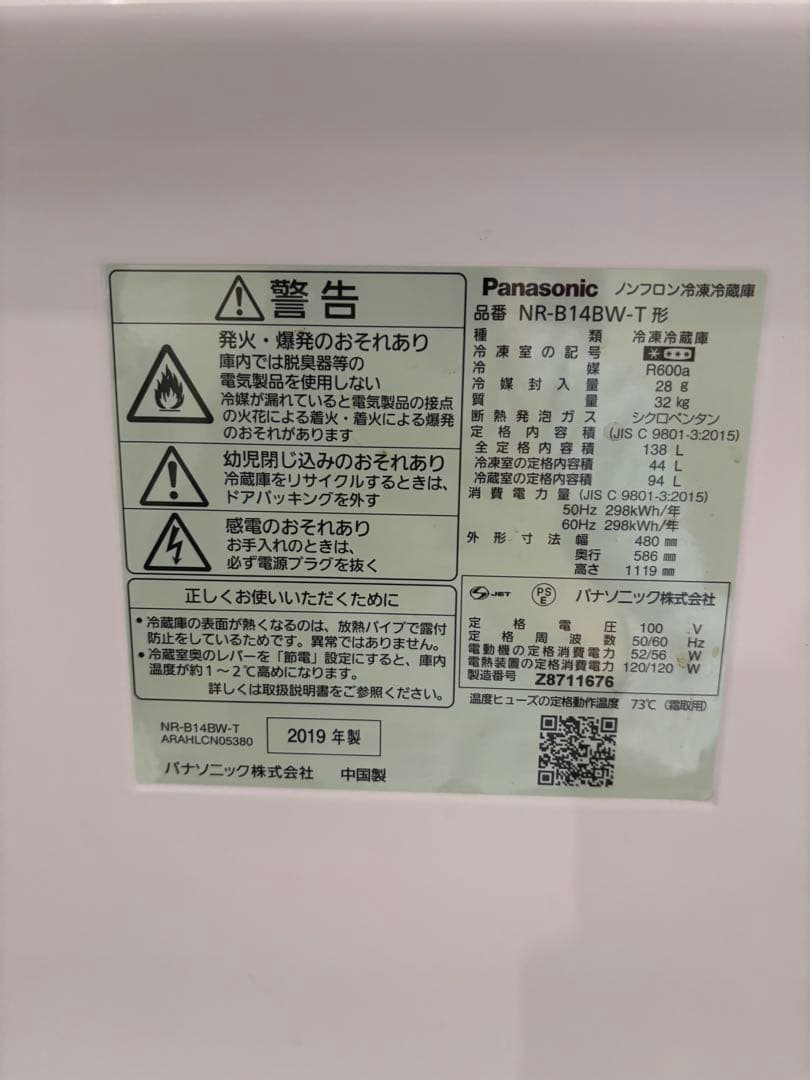 警告
発火・爆発のおそれあり
庫内では脱臭器等の
電気製品を使用しない
冷媒が漏れていると電気製品の接点
の火花による着火・着火による爆発
のおそれがあります
幼児閉じ込みのおそれあり
冷蔵庫をリサイクルするときは、
ドアパッキングを外す
感電のおそれあり
お手入れのときは、
必ず電源プラグを抜く
正しくお使いいただくために
・冷蔵庫の表面が熱くなるのは、放熱パイプで露付
防止をしているためです。異常ではありません。
・冷蔵室奥のレバーを「節電」設定にすると、庫内
温度が約1～2℃高めになります。
詳しくは取扱説明書をご参照ください。
NR-B14BW-T
ARAHLCN05380
2019 年製
パナソニック株式会社 中国製
Panasonic ノンフロン冷凍冷蔵庫
品番 NR-B14BW-T 形
種類 冷凍冷蔵庫
冷凍室の記号
冷媒 R600a
冷媒封入量 28 g
質量 32 kg
断熱発泡ガス シクロペンタン
定格内容積 (JIS C 9801-3:2015)
全定格内容積 138 L
冷凍室の定格内容積 44 L
冷蔵室の定格内容積 94 L
消費電力量 (JIS C 9801-3:2015)
50Hz 298kWh/年
60Hz 298kWh/年
外形寸法 幅 480 ㎜
奥行 586 ㎜
高さ 1119 ㎜
JET PSE パナソニック株式会社
定格電圧 100 V
定格周波数 50/60 Hz
電動機の定格消費電力 52/56 W
電熱装置の定格消費電力 120/120 W
製造番号 Z8711676
温度ヒューズの定格動作温度 73℃ (霜取用)